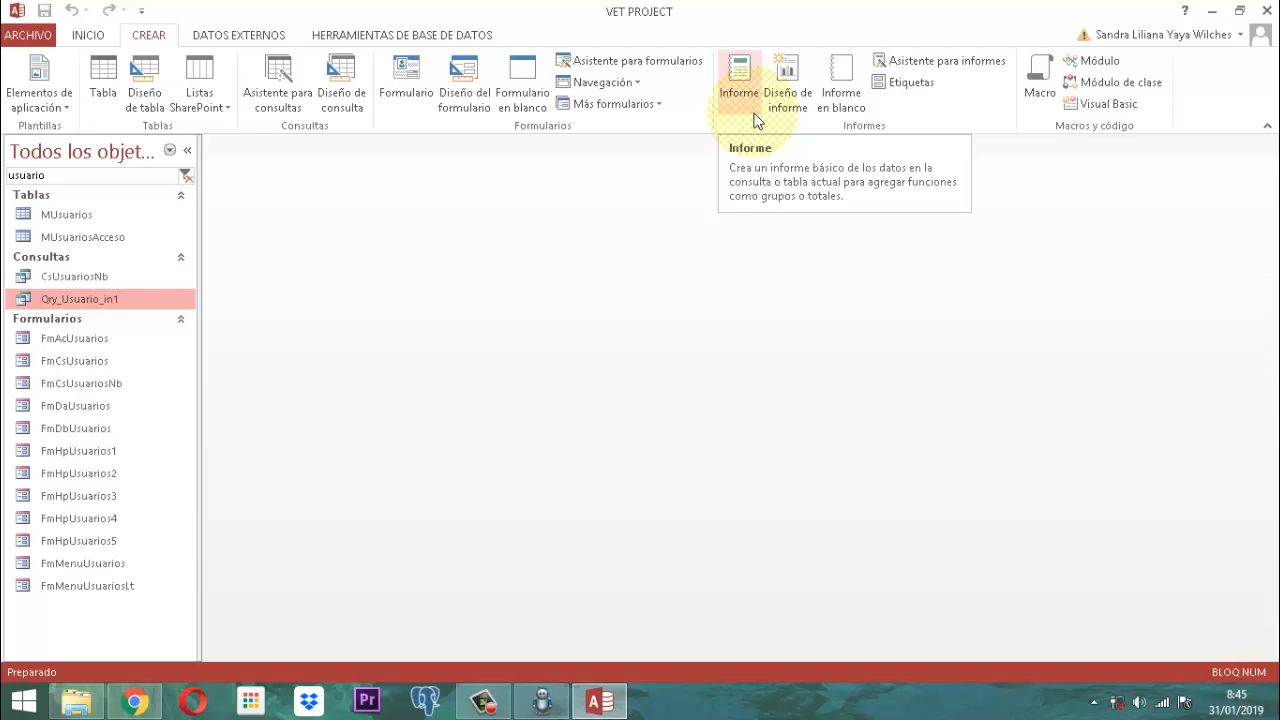 VET PROJECT
?
ARCHIVO INICIO CREAR DATOS EXTERNOS HERRAMIENTAS DE BASE DE DATOS Sandra Liliana Yaya Wilches
Elementos de
aplicación
Plantillas
Tabla
Diseño
de tabla
Listas
SharePoint
Tablas
Asistente para
consultas
Diseño de
consulta
Consultas
Formulario
Diseño del
formulario
Formulario
en blanco
Asistente para formularios
Navegación
Más formularios
Formularios
Informe
Diseño de
informe
Informe
en blanco
Asistente para informes
Etiquetas
Informes
Macro
Módulo
Módulo de clase
Visual Basic
Macros y código
Informe
Crea un informe básico de los datos en la
consulta o tabla actual para agregar funciones
como grupos o totales.
Todos los objet...
usuario
Tablas
MUsuarios
MUsuariosAcceso
Consultas
CsUsuariosNb
Qry_Usuario_in1
Formularios
FmAcUsuarios
FmCsUsuarios
FmCsUsuariosNb
FmDaUsuarios
FmDbUsuarios
FmHpUsuarios1
FmHpUsuarios2
FmHpUsuarios3
FmHpUsuarios4
FmHpUsuarios5
FmMenuUsuarios
FmMenuUsuariosLt
Preparado
BLOQ NUM
Pr
8:45
31/01/2019